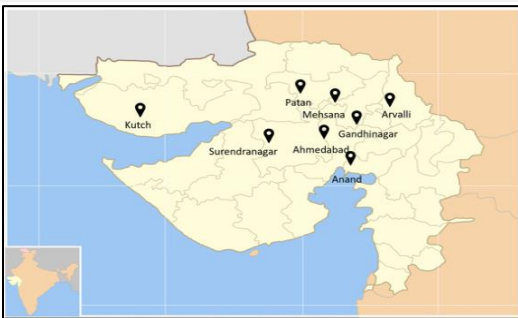 Patan
Mehsana
Arvalli
Kutch
Gandhinagar
Surendranagar
Ahmedabad
Anand